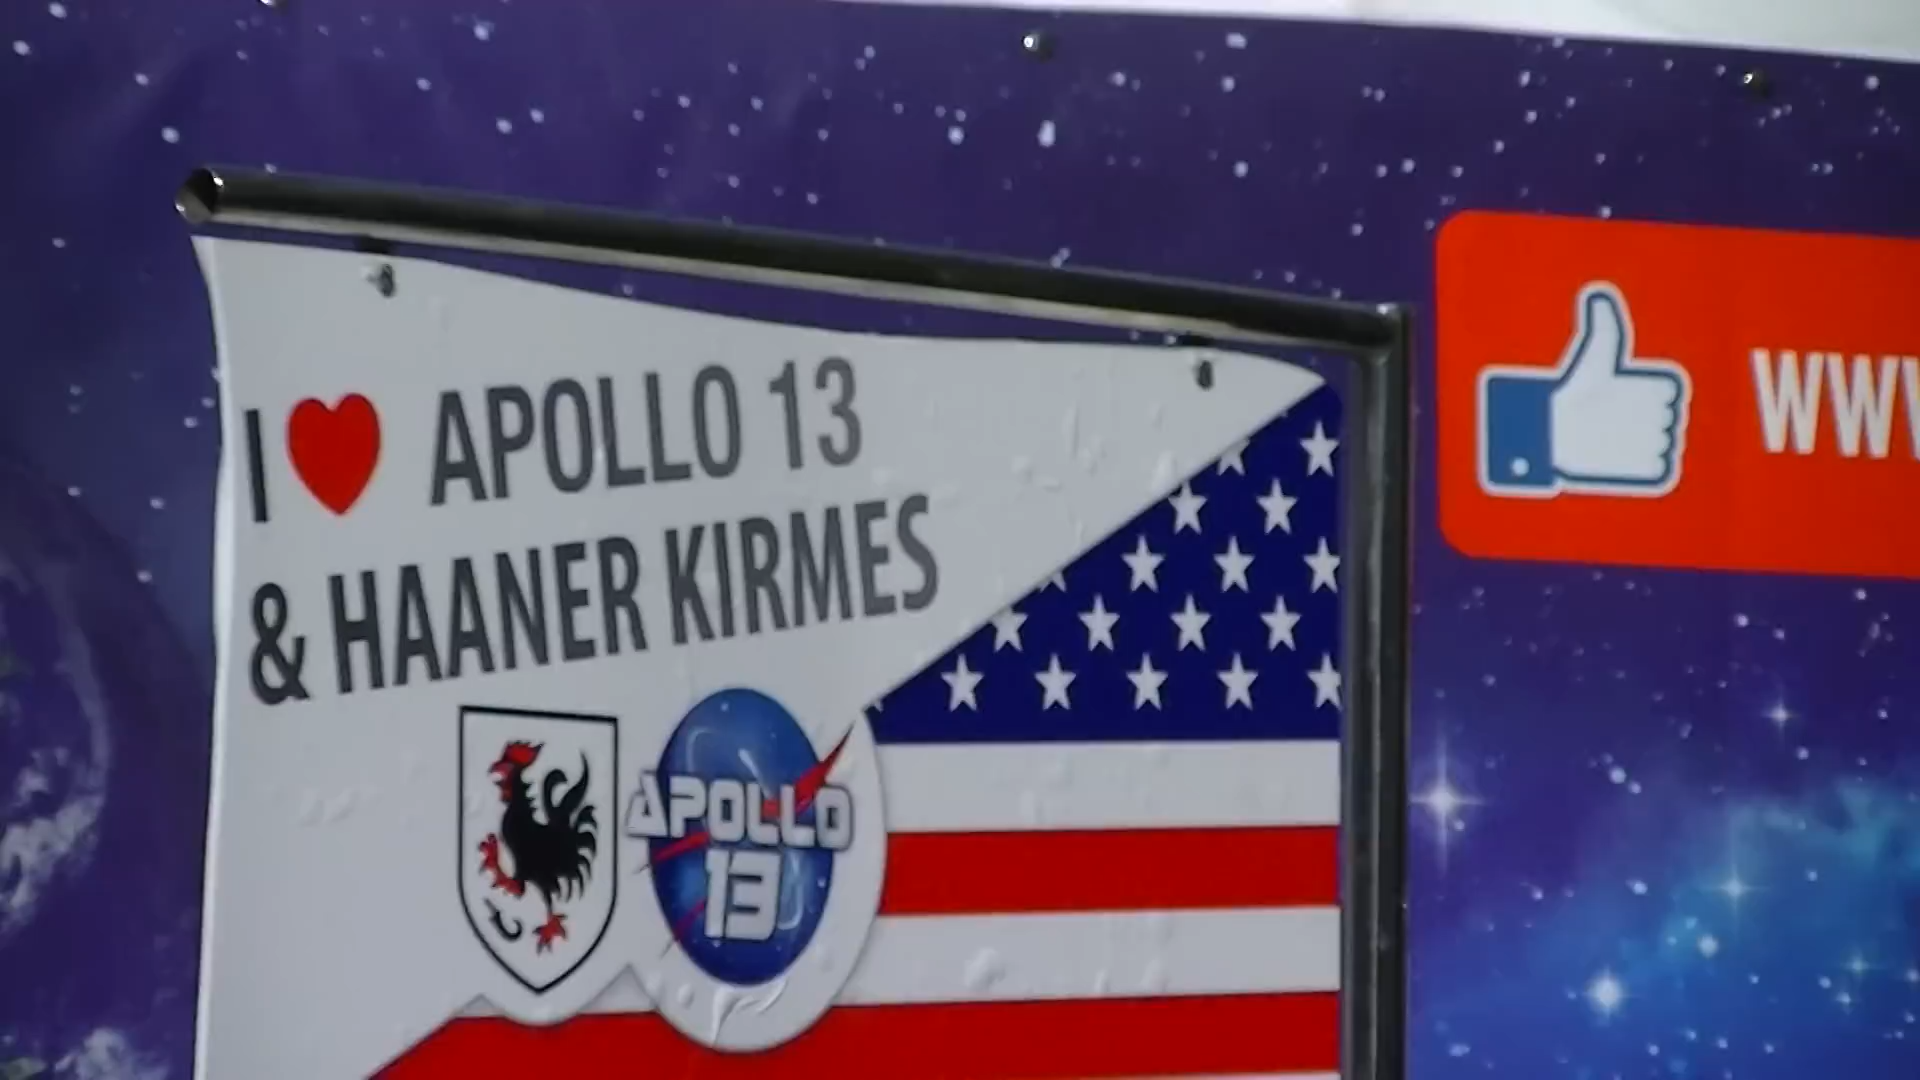 I ❤ APOLLO 13
& HAANER KIRMES
APOLLO
13
WWW